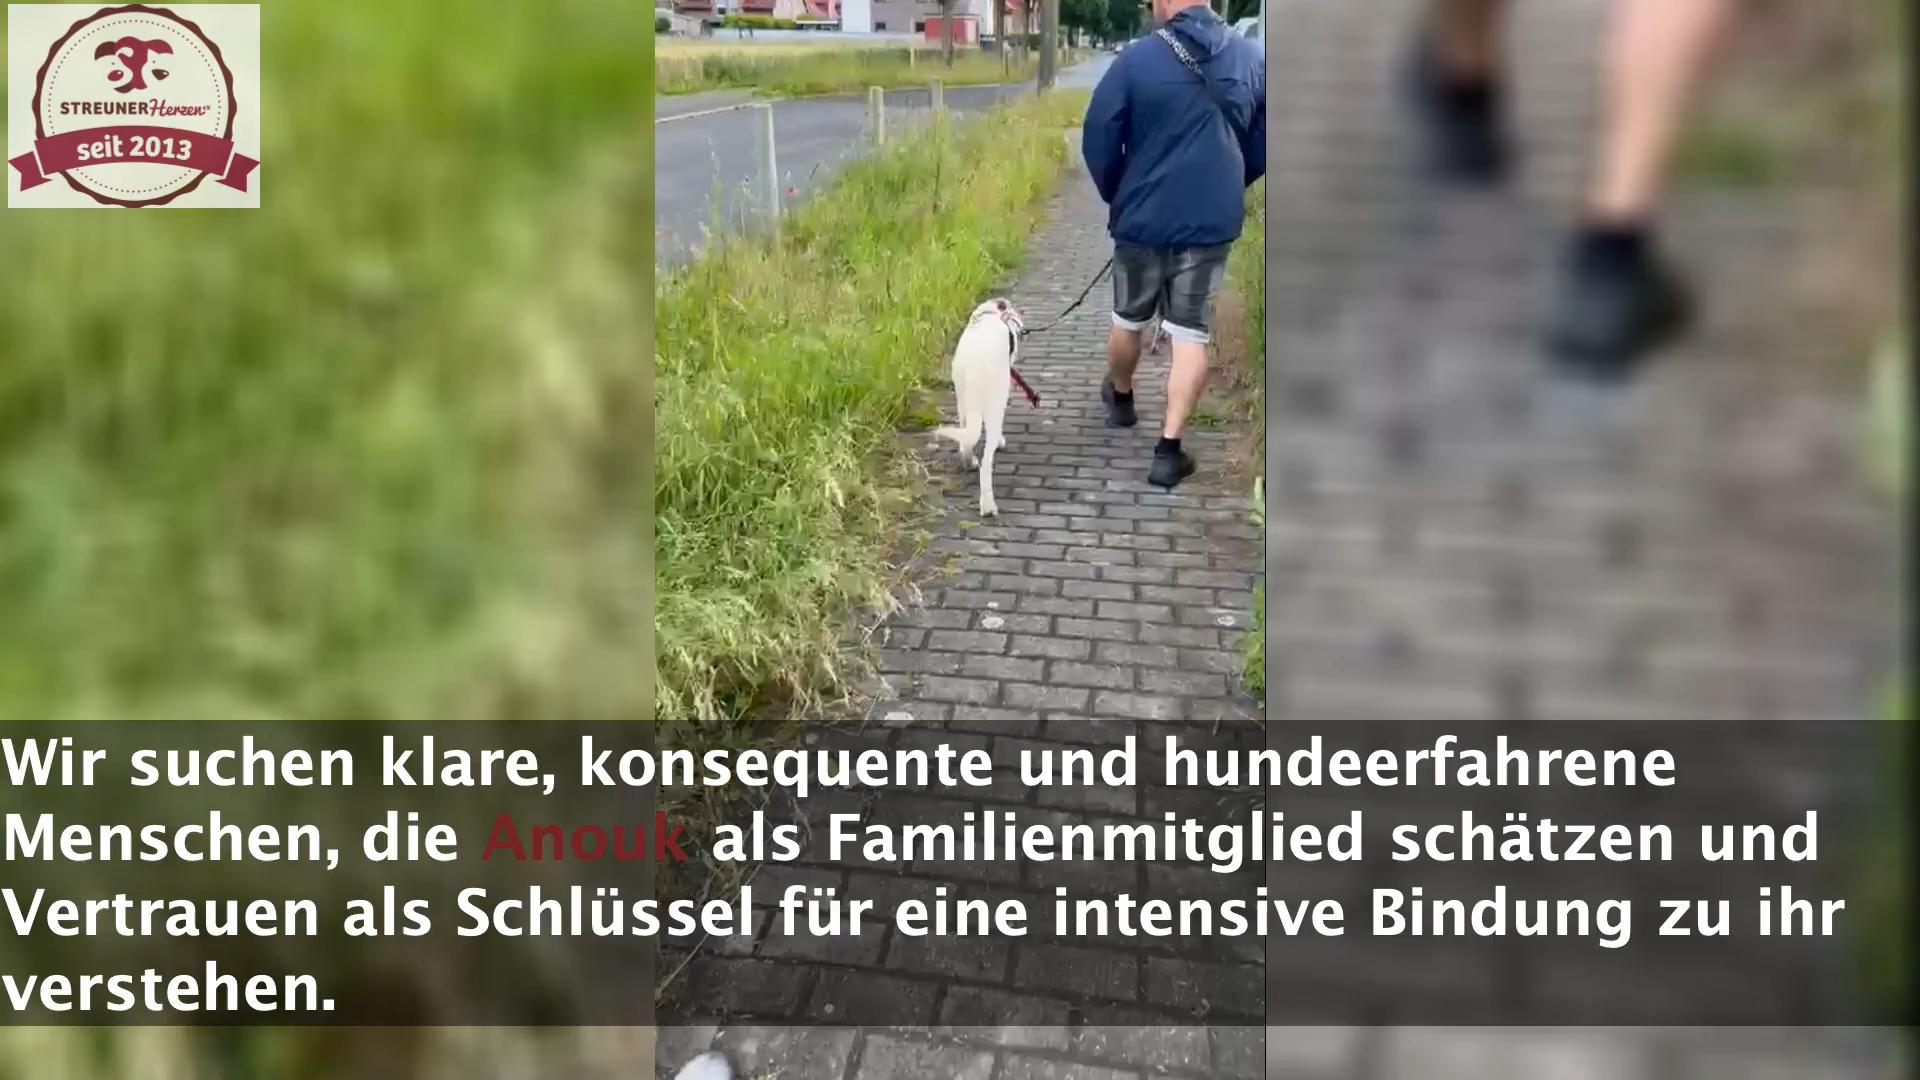 STREUNERHerzen e.V.
seit 2013
Wir suchen klare, konsequente und hundeerfahrene
Menschen, die Anouk als Familienmitglied schätzen und
Vertrauen als Schlüssel für eine intensive Bindung zu ihr
verstehen.